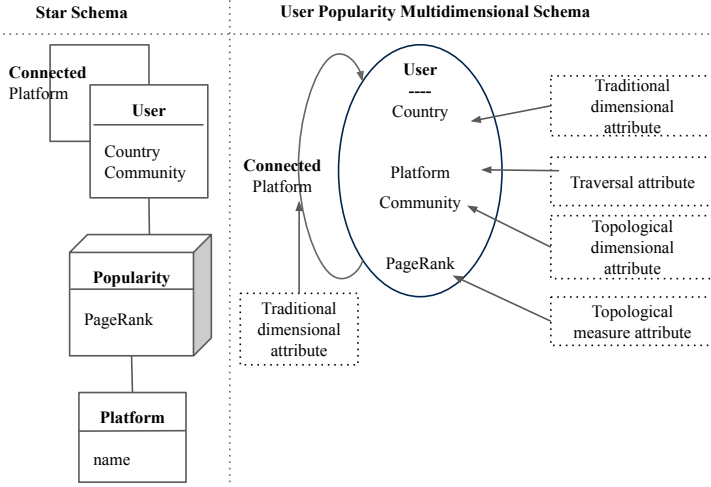 Star Schema
User Popularity Multidimensional Schema
Connected
Platform
User
Country
Community
Popularity
PageRank
Platform
name
User
----
Country
Platform
Community
PageRank
Connected
Platform
Traditional
dimensional
attribute
Traditional
dimensional
attribute
Traversal attribute
Topological
dimensional
attribute
Topological
measure attribute